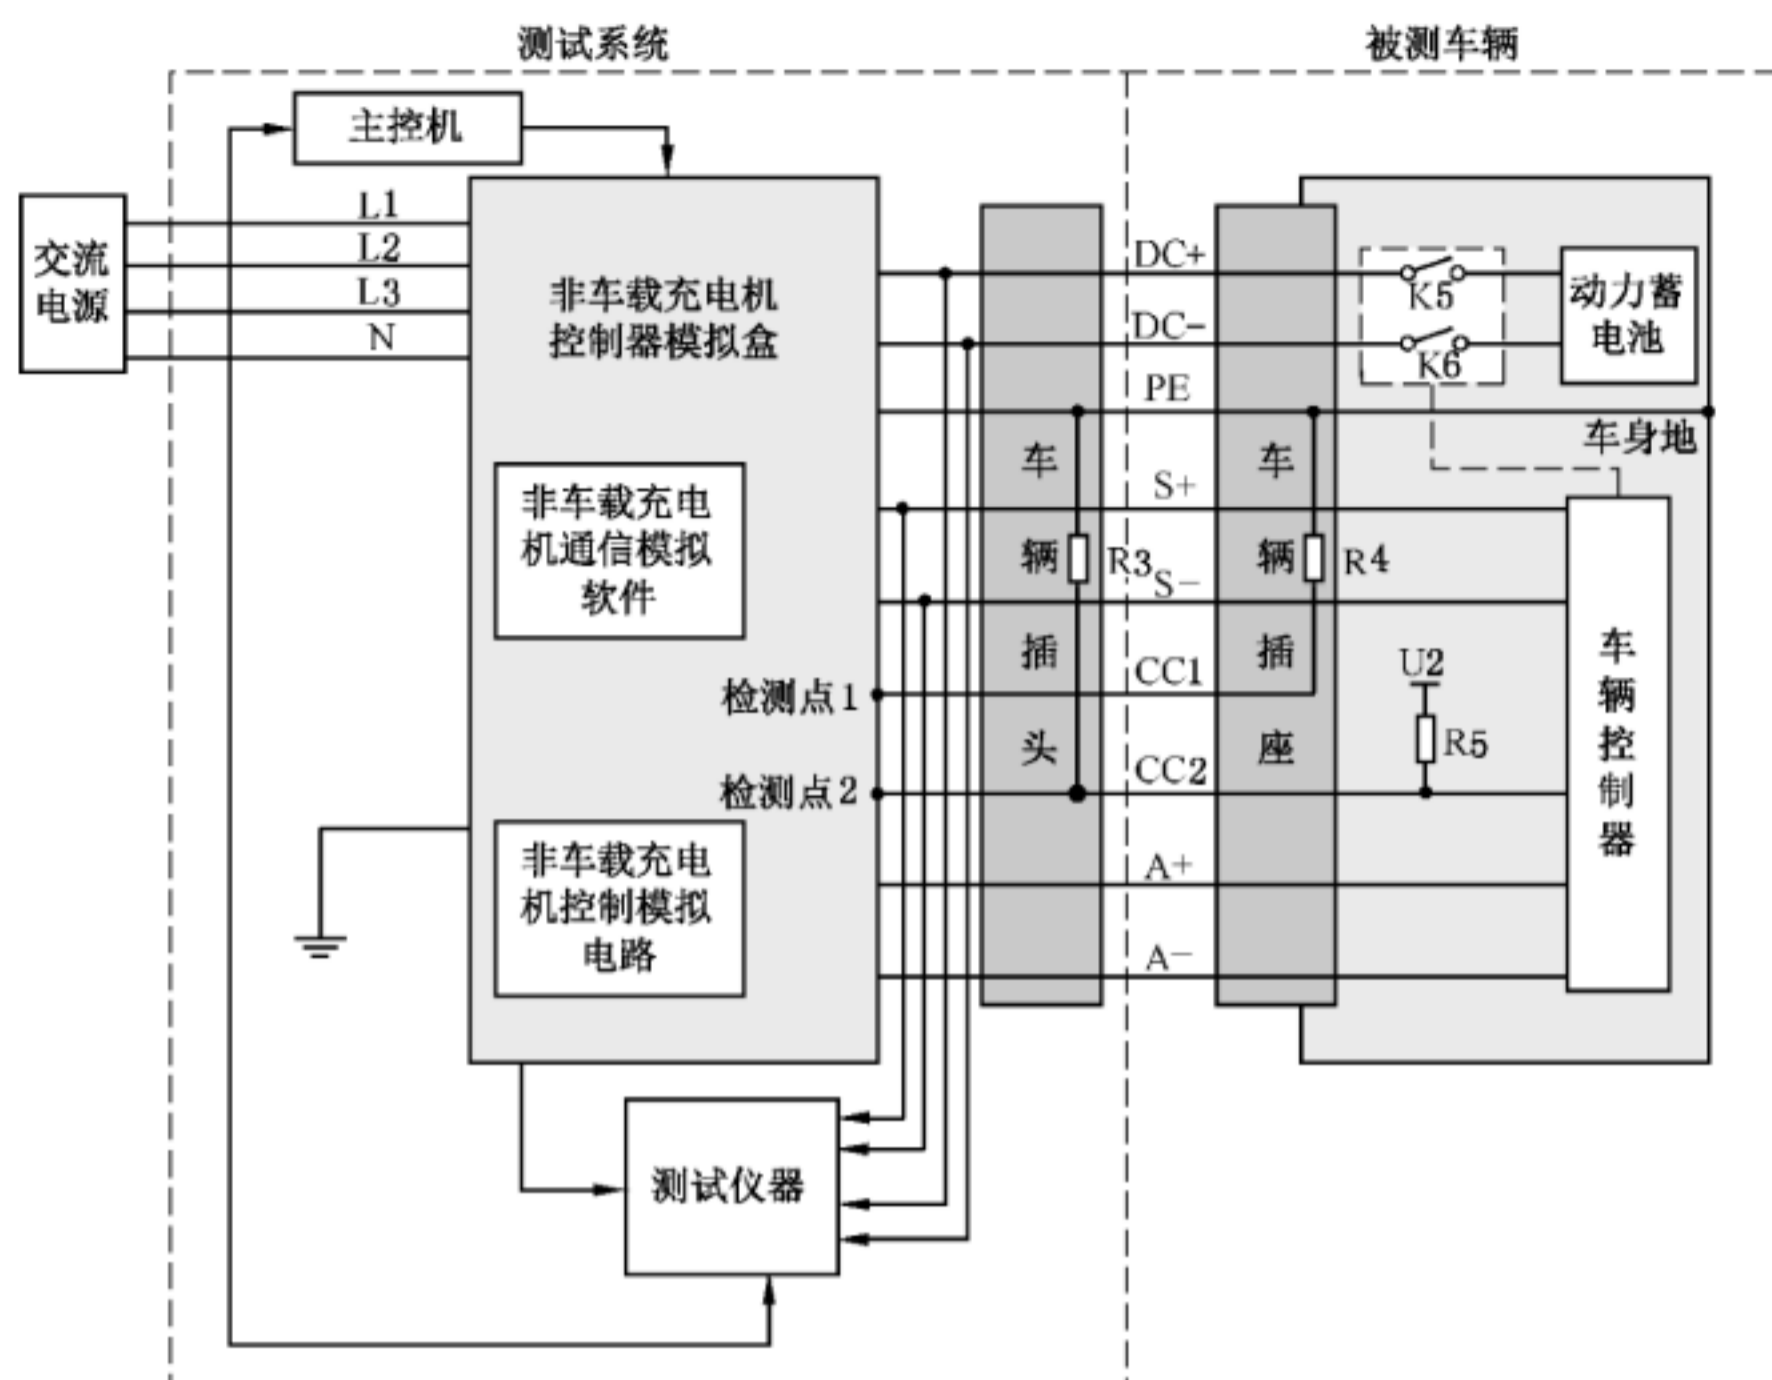 测试系统
被测车辆
主控机
交流
电源
L1
L2
L3
N
非车载充电机
控制器模拟盒
非车载充电
机通信模拟
软件
检测点1
检测点2
非车载充电
机控制模拟
电路
测试仪器
车
辆
插
头
R3
DC+
DC−
PE
S+
S−
CC1
CC2
A+
A−
车
辆
插
座
R4
K5
K6
动力蓄
电池
车身地
U2
R5
车
辆
控
制
器